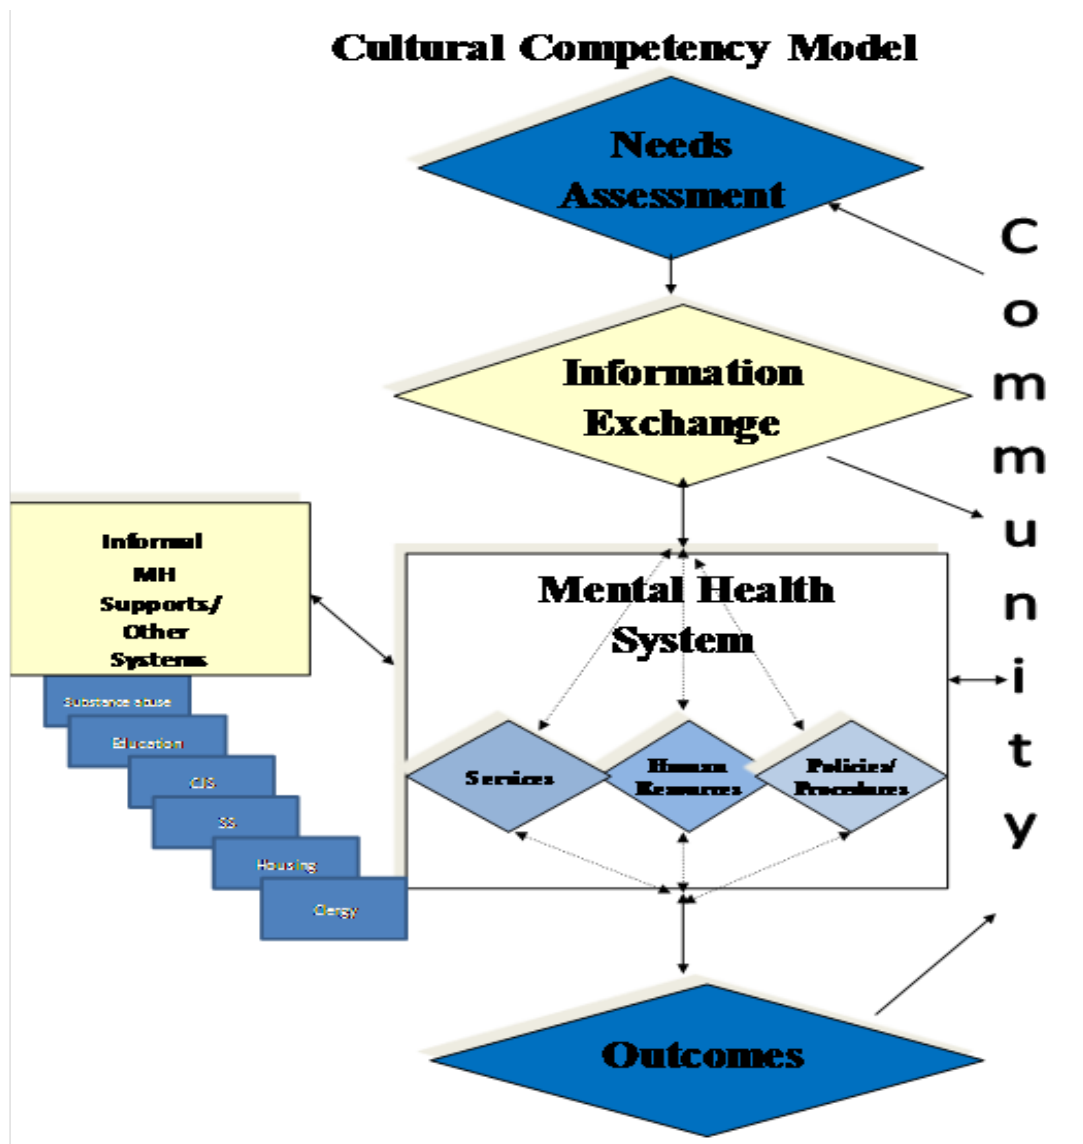 Cultural Competency Model
Needs
Assessment
Information
Exchange
Informal
MH
Supports/
Other
Systems
Substance abuse
Education
CJS
SS
Housing
Clergy
Mental Health
System
Services
Human
Resources
Policies/
Procedures
Outcomes
C
o
m
m
u
n
i
t
y